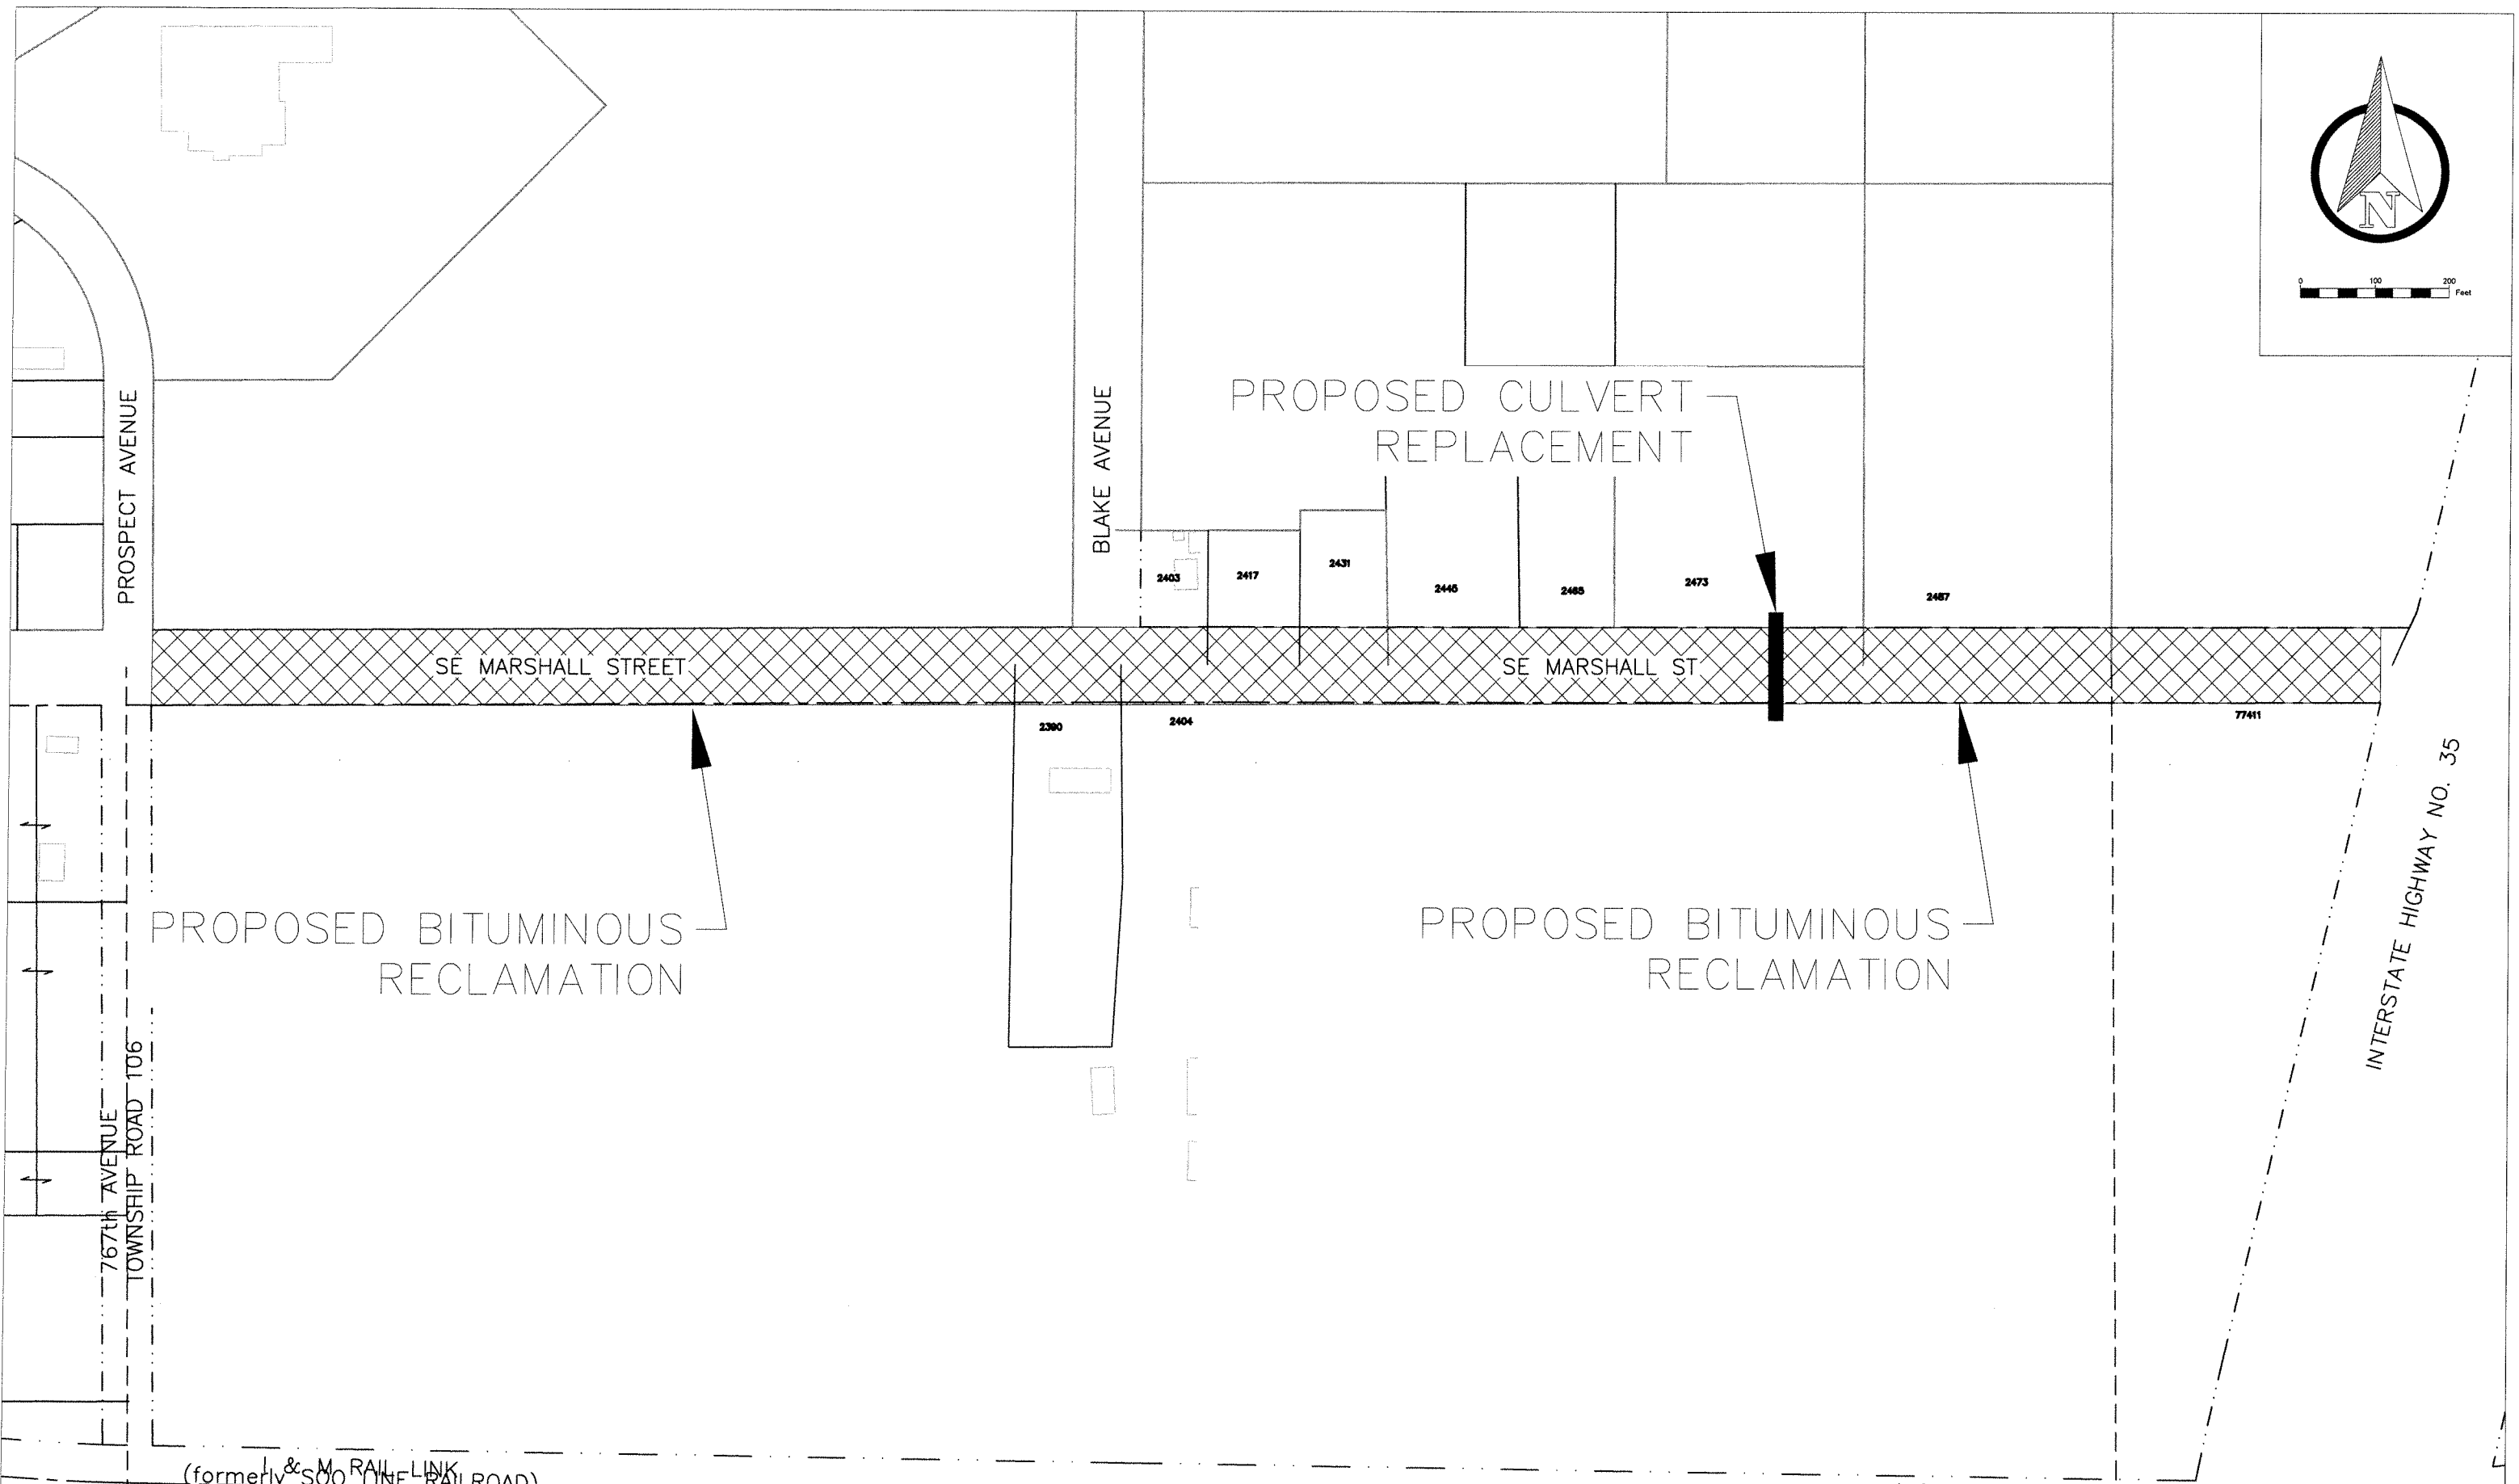 N
0 100 200
Feet
PROSPECT AVENUE
BLAKE AVENUE
PROPOSED CULVERT
REPLACEMENT
2403
2417
2431
2445
2465
2473
2487
SE MARSHALL STREET
SE MARSHALL ST
2390
2404
77411
INTERSTATE HIGHWAY NO. 35
PROPOSED BITUMINOUS
RECLAMATION
PROPOSED BITUMINOUS
RECLAMATION
767th AVENUE
TOWNSHIP ROAD 106
I & M RAIL LINK
(formerly SOO LINE RAILROAD)